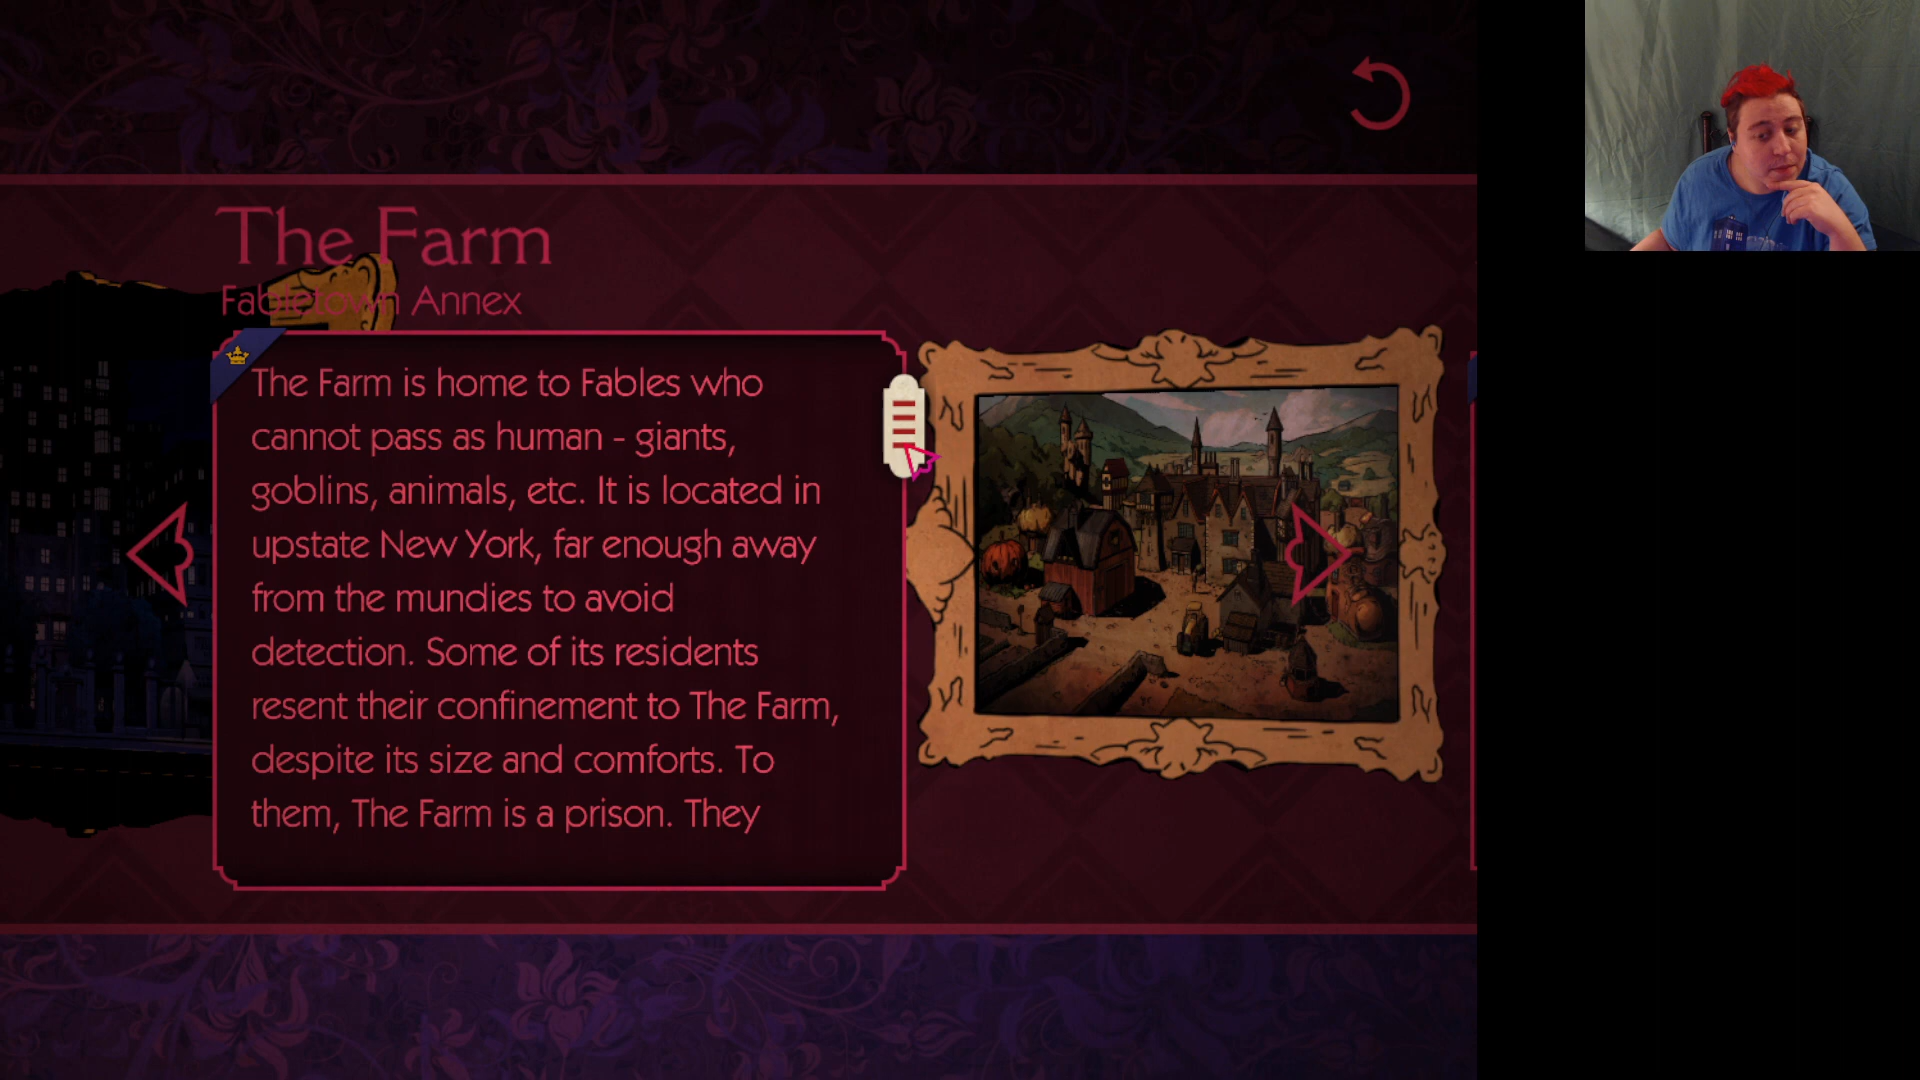 The Farm
Fabletown Annex
The Farm is home to Fables who
cannot pass as human - giants,
goblins, animals, etc. It is located in
upstate New York, far enough away
from the mundies to avoid
detection. Some of its residents
resent their confinement to The Farm,
despite its size and comforts. To
them, The Farm is a prison. They